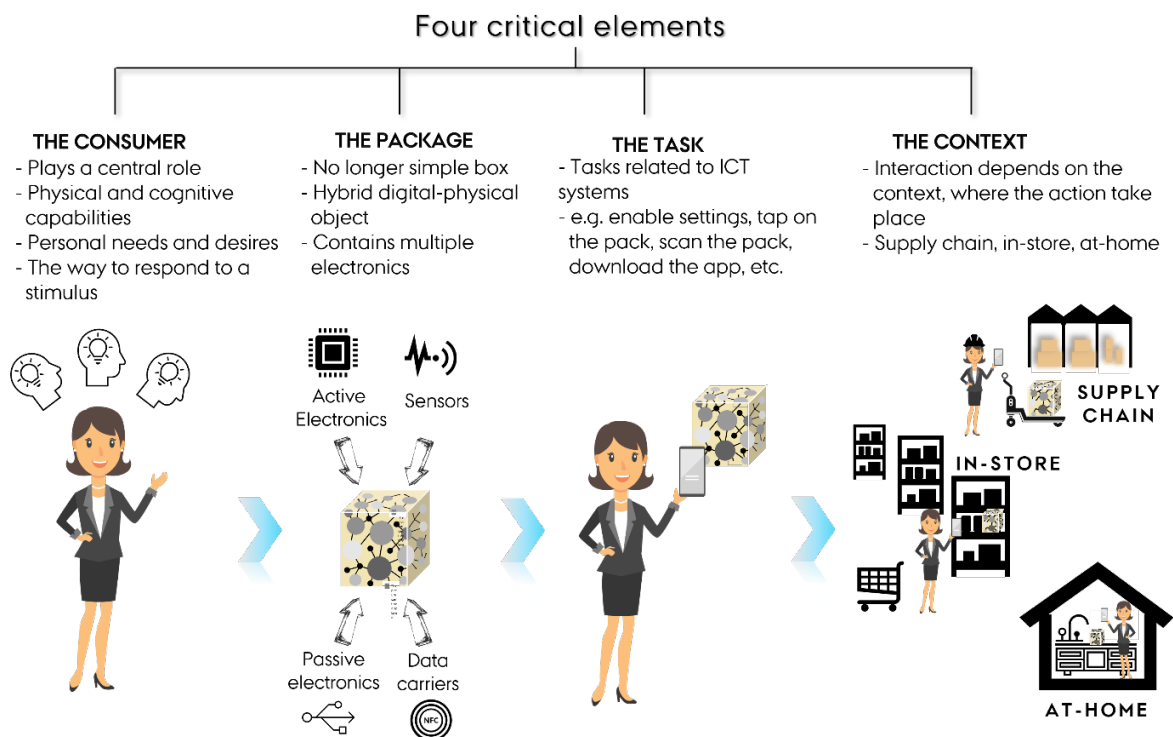 Four critical elements
THE CONSUMER
- Plays a central role
- Physical and cognitive
capabilities
- Personal needs and desires
- The way to respond to a
stimulus
THE PACKAGE
- No longer simple box
- Hybrid digital-physical
object
- Contains multiple
electronics
THE TASK
- Tasks related to ICT
systems
- e.g. enable settings, tap on
the pack, scan the pack,
download the app, etc.
THE CONTEXT
- Interaction depends on the
context, where the action take
place
- Supply chain, in-store, at-home
Active
Electronics
Sensors
Passive
electronics
Data
carriers
NFC
SUPPLY
CHAIN
IN-STORE
AT-HOME